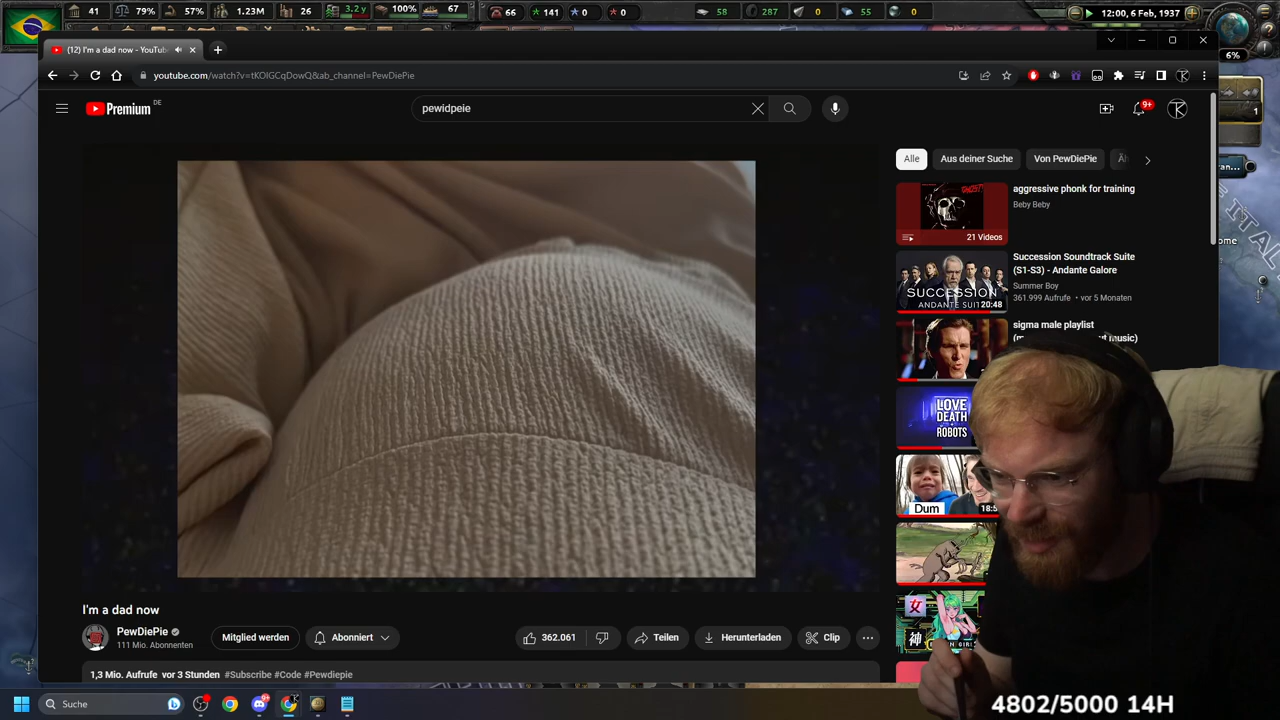 41 79% 57% 1.23M 26 3.2 y 100% 67 66 141 0 0 58 287 0 55 0 12:00, 6 Feb, 1937
6%
(12) I'm a dad now - YouTub
youtube.com/watch?v=tKOIGCqDowQ&ab_channel=PewDiePie
Premium DE
pewidpeie
9+
1
Alle
Aus deiner Suche
Von PewDiePie
aggressive phonk for training
Beby Beby
21 Videos
Succession Soundtrack Suite
(S1-S3) - Andante Galore
Summer Boy
361.999 Aufrufe • vor 5 Monaten
SUCCESSION
20:48
sigma male playlist
LOVE
DEATH
ROBOTS
Dum
女
神
I'm a dad now
PewDiePie
111 Mio. Abonnenten
Mitglied werden
Abonniert
362.061
Teilen
Herunterladen
Clip
1,3 Mio. Aufrufe vor 3 Stunden #Subscribe #Code #Pewdiepie
Suche
4802/5000 14H